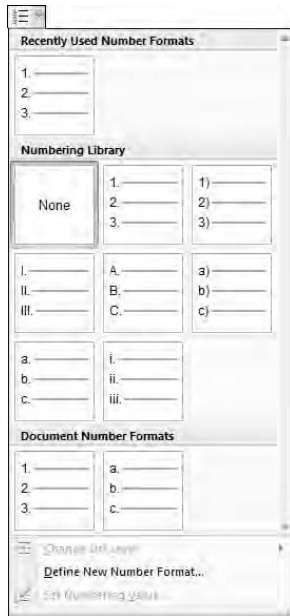 Recently Used Number Formats
1.
2.
3.
Numbering Library
None
1.
2.
3.
1)
2)
3)
I.
II.
III.
A.
B.
C.
a)
b)
c)
a.
b.
c.
i.
ii.
iii.
Document Number Formats
1.
2.
3.
a.
b.
c.
Change List Level
Define New Number Format...
Set Numbering Value...